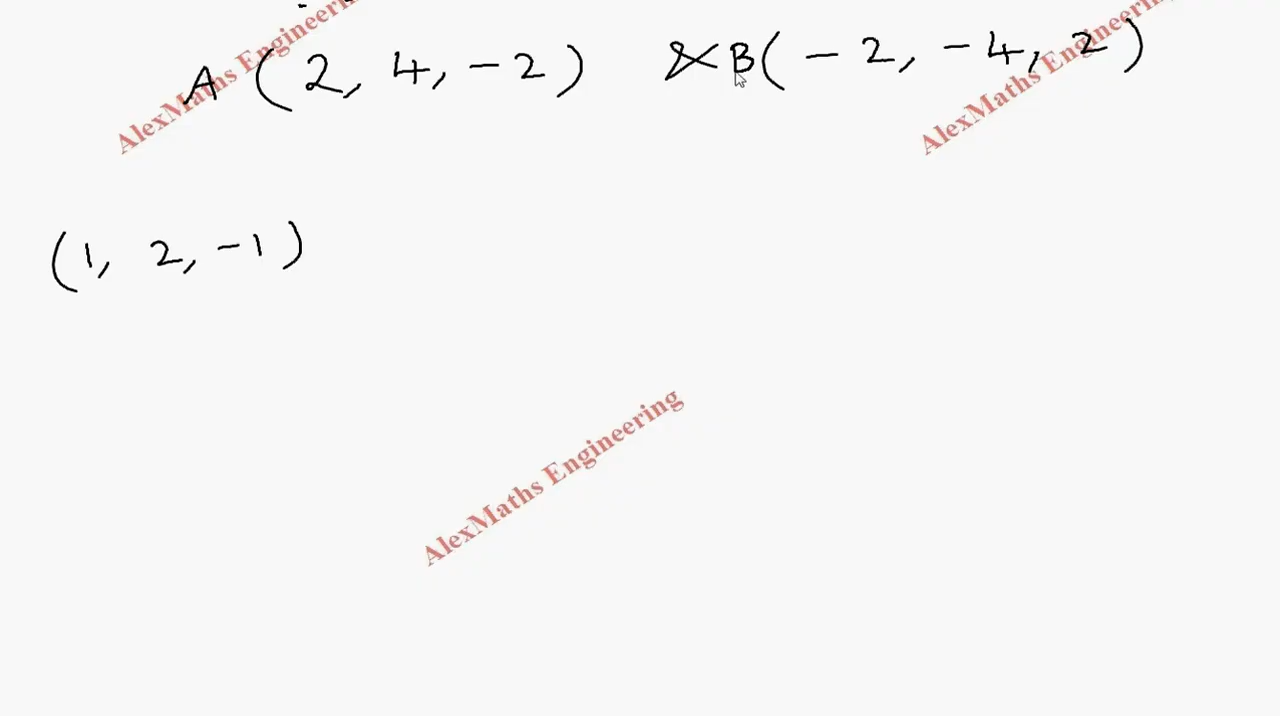 A (2, 4, -2) & B(-2, -4, 2)
(1, 2, -1)
AlexMaths Engineering
AlexMaths Engineering
AlexMaths Engineering